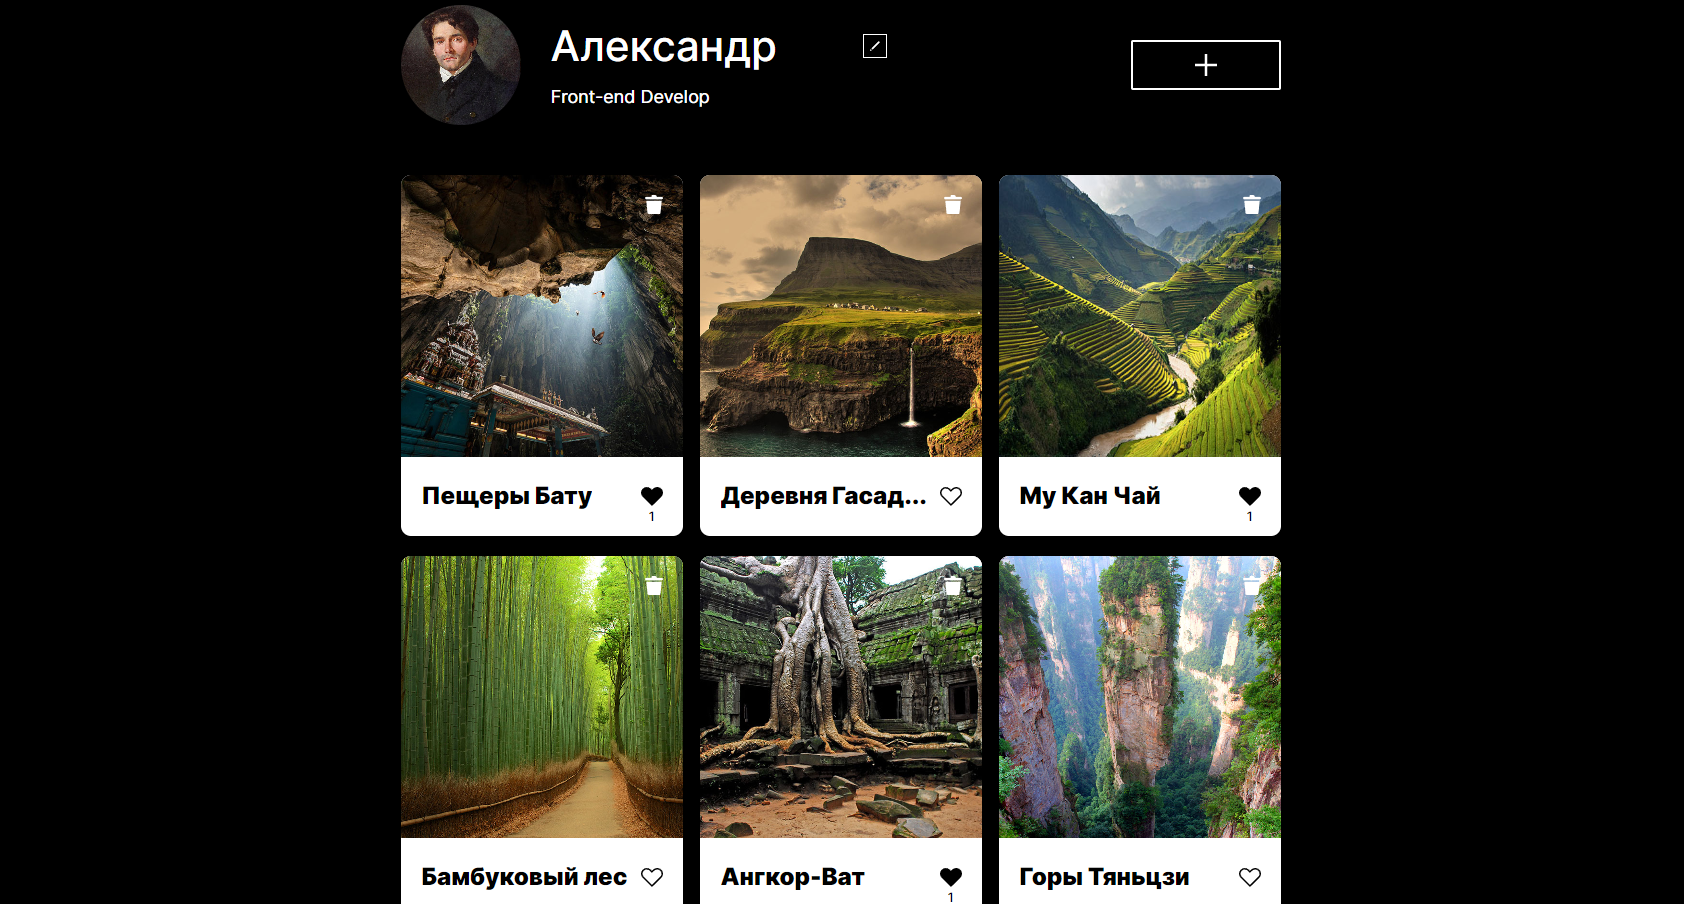 Александр
Front-end Develop
Пещеры Бату
1
Деревня Гасад...
Му Кан Чай
1
Бамбуковый лес
Ангкор-Ват
1
Горы Тяньцзи